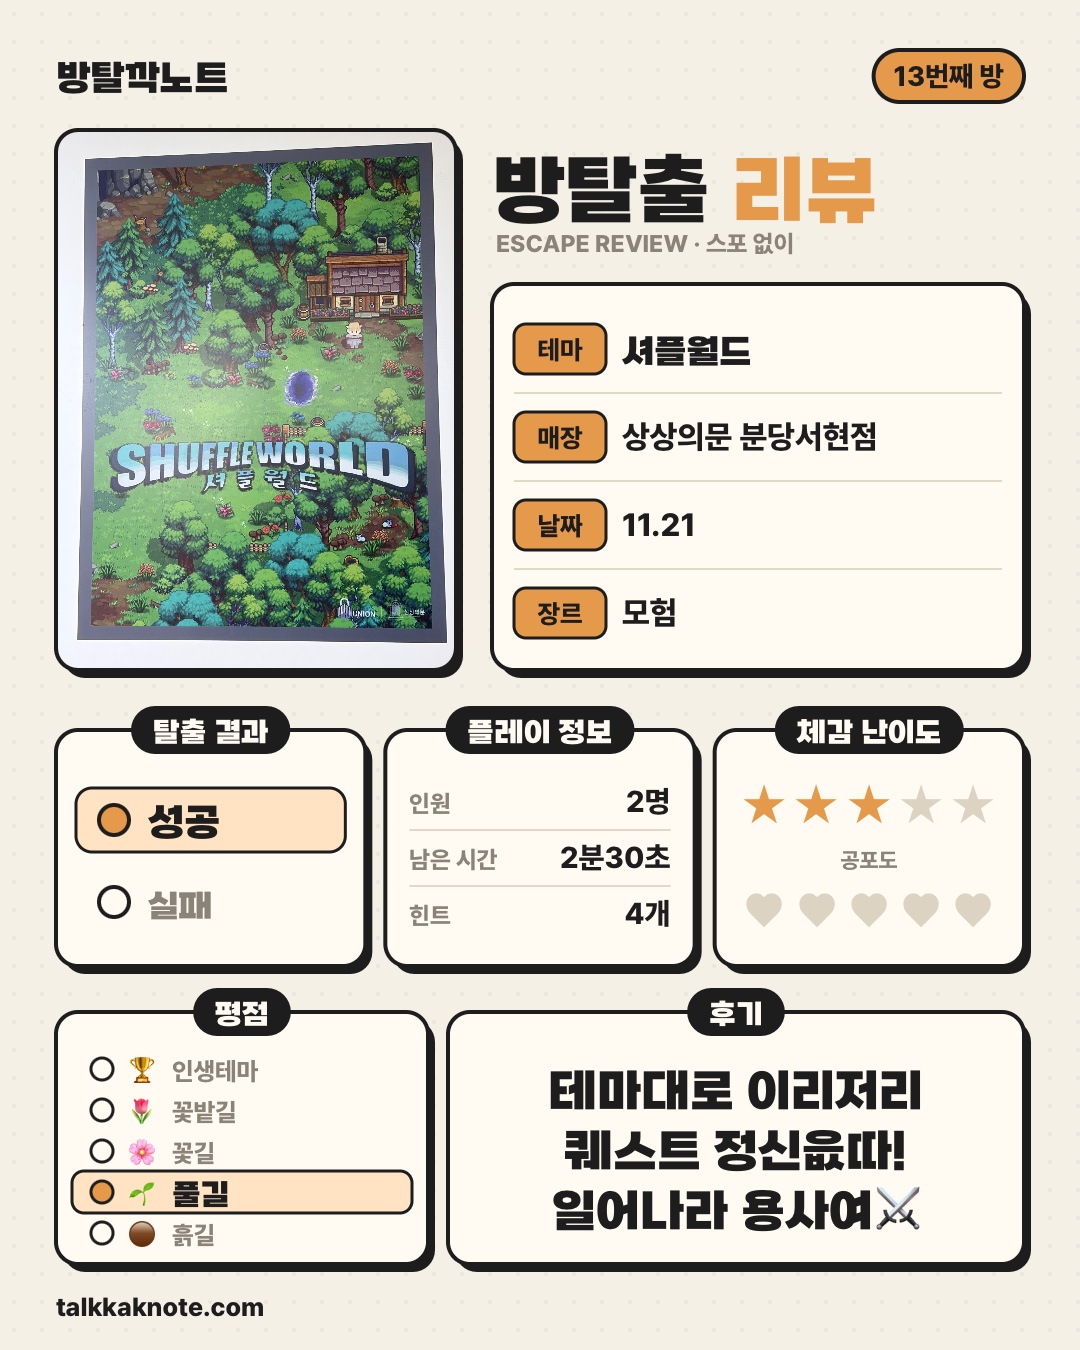 방탈깍노트
13번째 방
SHUFFLEWORLD
셔플월드
UNION
방탈출 리뷰
ESCAPE REVIEW · 스포 없이
테마 셔플월드
매장 상상의문 분당서현점
날짜 11.21
장르 모험
탈출 결과
성공
실패
플레이 정보
인원 2명
남은 시간 2분30초
힌트 4개
체감 난이도
공포도
평점
인생테마
꽃밭길
꽃길
풀길
흙길
후기
테마대로 이리저리
퀘스트 정신읎따!
일어나라 용사여
talkkaknote.com